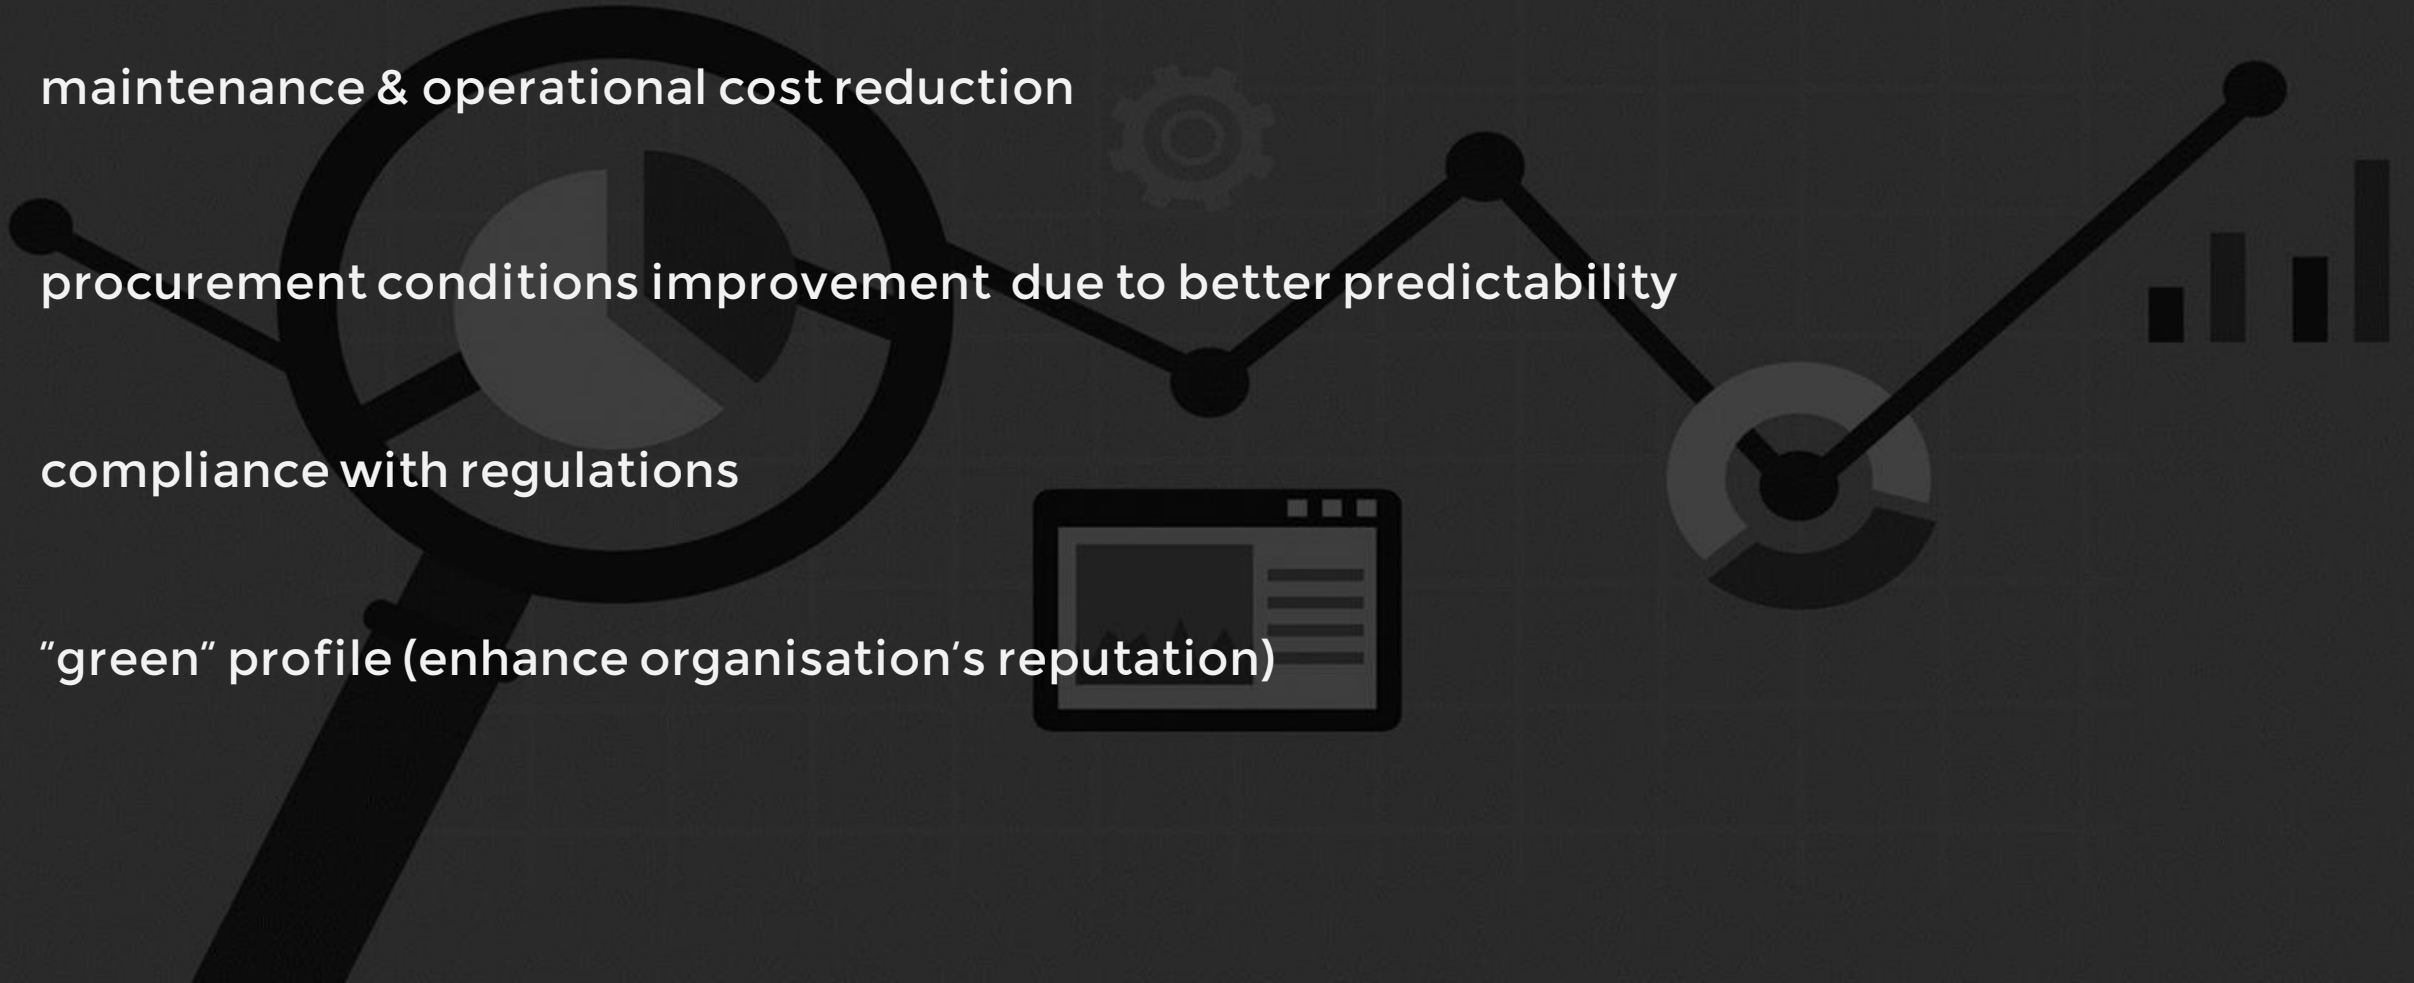 maintenance & operational cost reduction
procurement conditions improvement  due to better predictability
compliance with regulations
“green” profile (enhance organisation’s reputation)